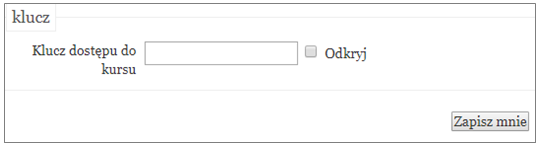 klucz
Klucz dostępu do
kursu
Odkryj
Zapisz mnie